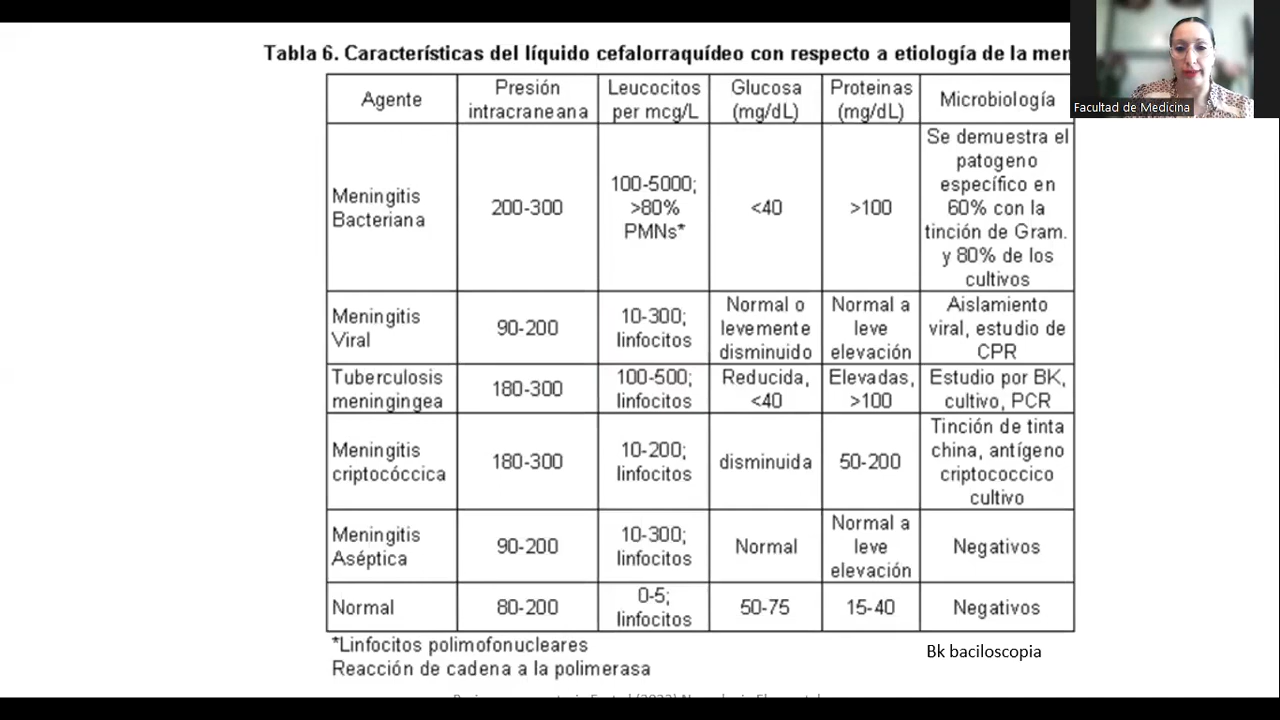 Tabla 6. Características del líquido cefalorraquídeo con respecto a etiología de la
Facultad de Medicina
Agente
Presión
intracraneana
Leucocitos
per mcg/L
Glucosa
(mg/dL)
Proteinas
(mg/dL)
Microbiología
Meningitis
Bacteriana
200-300
100-5000;
>80%
PMNs*
<40
>100
Se demuestra el
patogeno
específico en
60% con la
tinción de Gram.
y 80% de los
cultivos
Meningitis
Viral
90-200
10-300;
linfocitos
Normal o
levemente
disminuido
Normal a
leve
elevación
Aislamiento
viral, estudio de
CPR
Tuberculosis
meningingea
180-300
100-500;
linfocitos
Reducida,
<40
Elevadas,
>100
Estudio por BK,
cultivo, PCR
Meningitis
criptocóccica
180-300
10-200;
linfocitos
disminuida
50-200
Tinción de tinta
china, antígeno
criptococcico
cultivo
Meningitis
Aséptica
90-200
10-300;
linfocitos
Normal
Normal a
leve
elevación
Negativos
Normal
80-200
0-5;
linfocitos
50-75
15-40
Negativos
*Linfocitos polimofonucleares
Reacción de cadena a la polimerasa
Bk baciloscopia